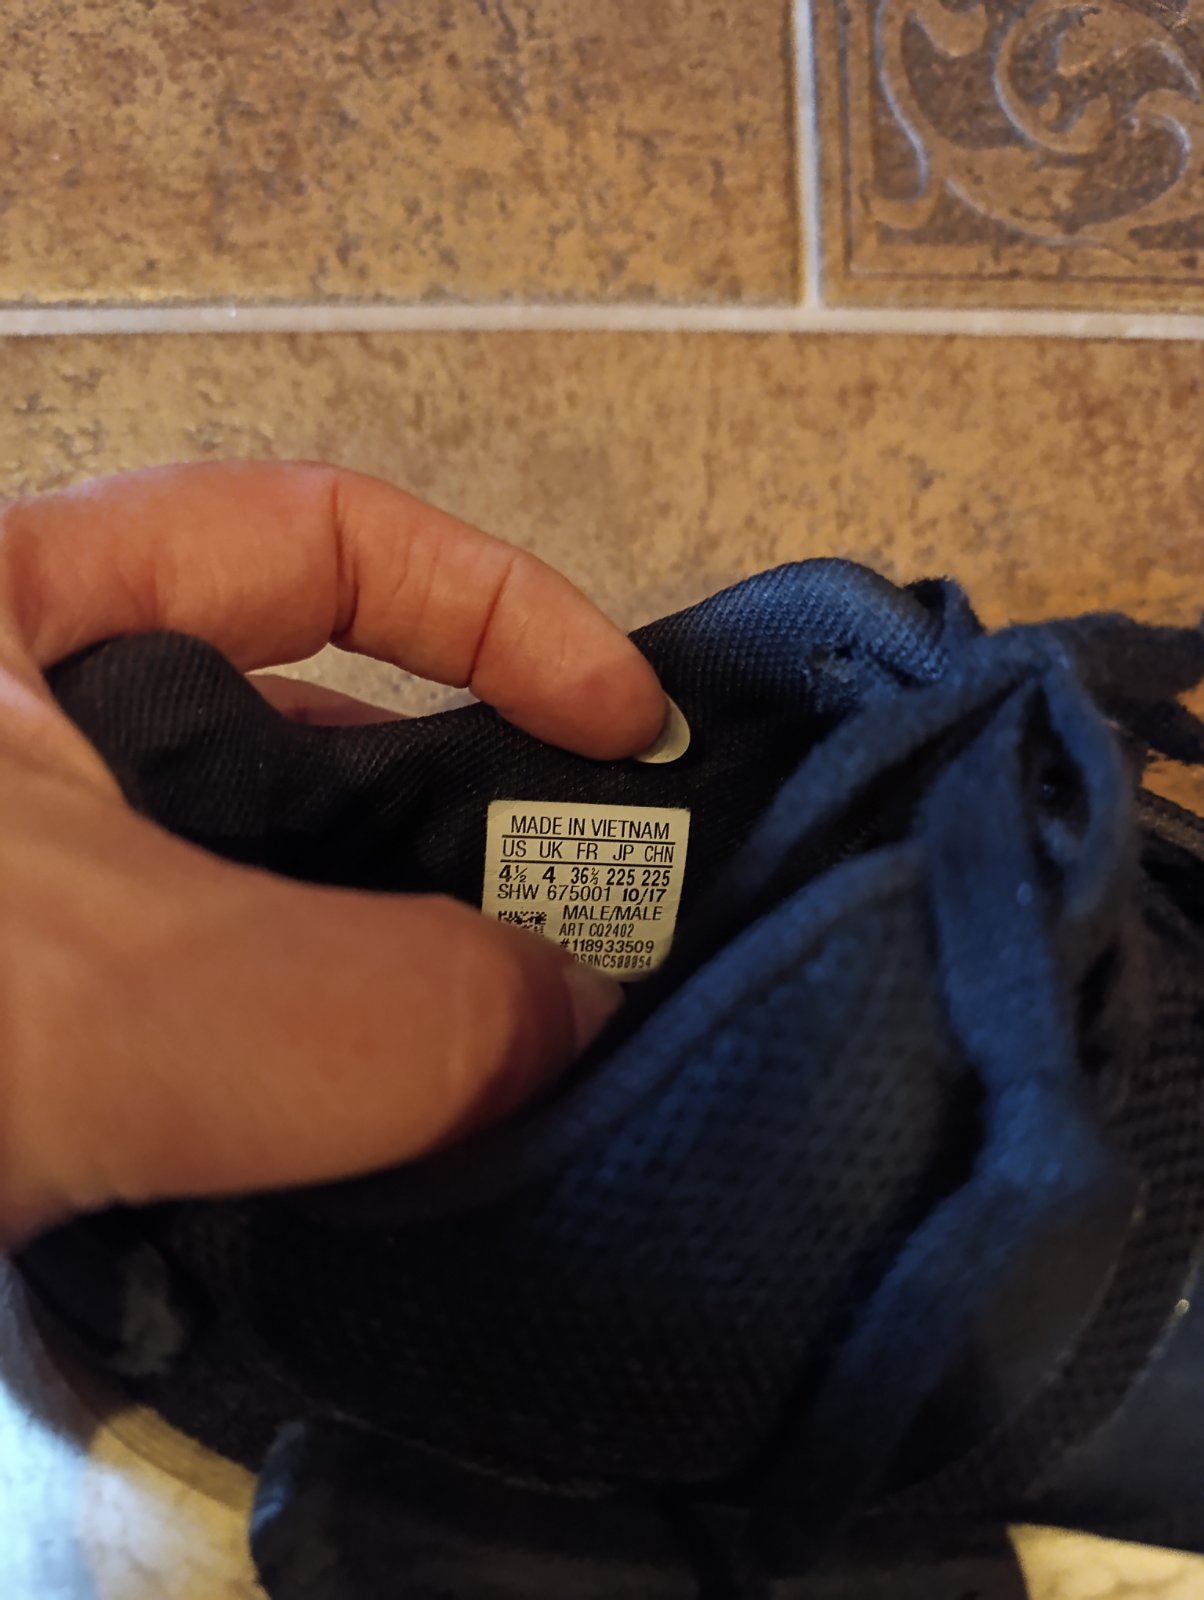 MADE IN VIETNAM
US UK FR JP CHN
4½ 4 36⅔ 225 225
SHW 675001 10/17
MALE/MÂLE
ART CQ2402
#118933509